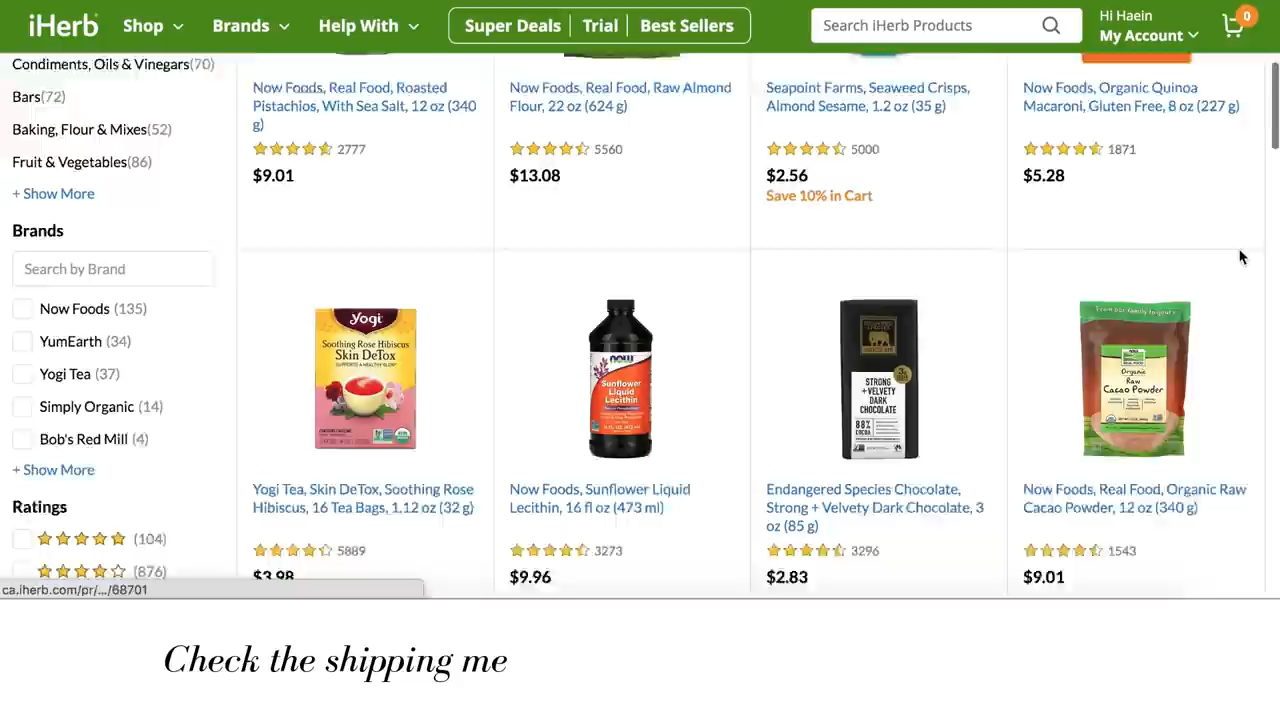 iHerb
Shop
Brands
Help With
Super Deals
Trial
Best Sellers
Search iHerb Products
Hi Haein
My Account
0
Condiments, Oils & Vinegars(70)
Bars(72)
Baking, Flour & Mixes(52)
Fruit & Vegetables(86)
+ Show More
Brands
Search by Brand
Now Foods (135)
YumEarth (34)
Yogi Tea (37)
Simply Organic (14)
Bob's Red Mill (4)
+ Show More
Ratings
(104)
(876)
Now Foods, Real Food, Roasted
Pistachios, With Sea Salt, 12 oz (340
g)
2777
$9.01
Now Foods, Real Food, Raw Almond
Flour, 22 oz (624 g)
5560
$13.08
Seapoint Farms, Seaweed Crisps,
Almond Sesame, 1.2 oz (35 g)
5000
$2.56
Save 10% in Cart
Now Foods, Organic Quinoa
Macaroni, Gluten Free, 8 oz (227 g)
1871
$5.28
yogi
Soothing Rose Hibiscus
Skin DeTox
Yogi Tea, Skin DeTox, Soothing Rose
Hibiscus, 16 Tea Bags, 1.12 oz (32 g)
5889
$3.98
now
Sunflower
Liquid
Lecithin
Now Foods, Sunflower Liquid
Lecithin, 16 fl oz (473 ml)
3273
$9.96
STRONG
+ VELVETY
DARK
CHOCOLATE
88%
COCOA
Endangered Species Chocolate,
Strong + Velvety Dark Chocolate, 3
oz (85 g)
3296
$2.83
Organic
Raw
Cacao Powder
Now Foods, Real Food, Organic Raw
Cacao Powder, 12 oz (340 g)
1543
$9.01
ca.iherb.com/pr/.../68701
Check the shipping me